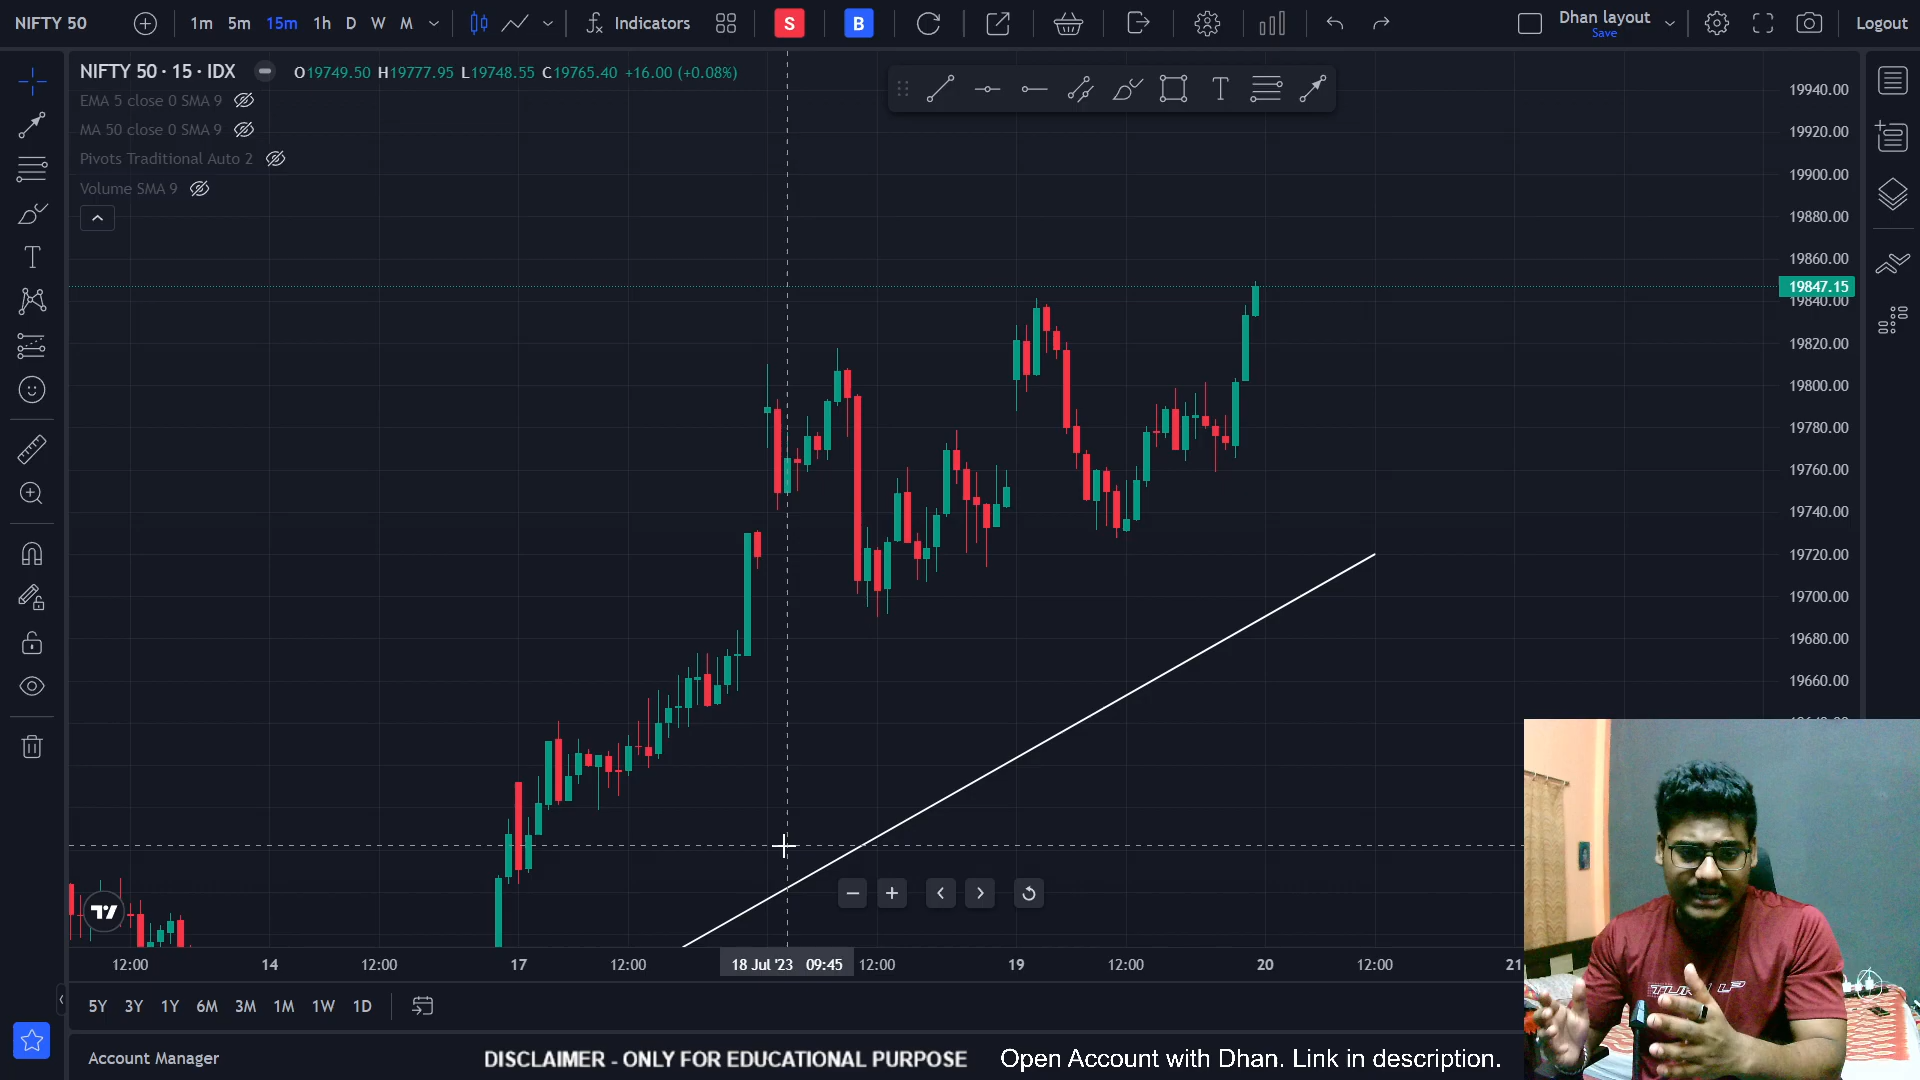 NIFTY 50
1m 5m 15m 1h D W M
Indicators
S
B
Dhan layout
Save
Logout
NIFTY 50 · 15 · IDX
O19749.50 H19777.95 L19748.55 C19765.40 +16.00 (+0.08%)
EMA 5 close 0 SMA 9
MA 50 close 0 SMA 9
Pivots Traditional Auto 2
Volume SMA 9
19940.00
19920.00
19900.00
19880.00
19860.00
19847.15
19840.00
19820.00
19800.00
19780.00
19760.00
19740.00
19720.00
19700.00
19680.00
19660.00
12:00 14 12:00 17 12:00 18 Jul '23 09:45 12:00 19 12:00 20 12:00 21
5Y 3Y 1Y 6M 3M 1M 1W 1D
Account Manager
DISCLAIMER - ONLY FOR EDUCATIONAL PURPOSE
Open Account with Dhan. Link in description.